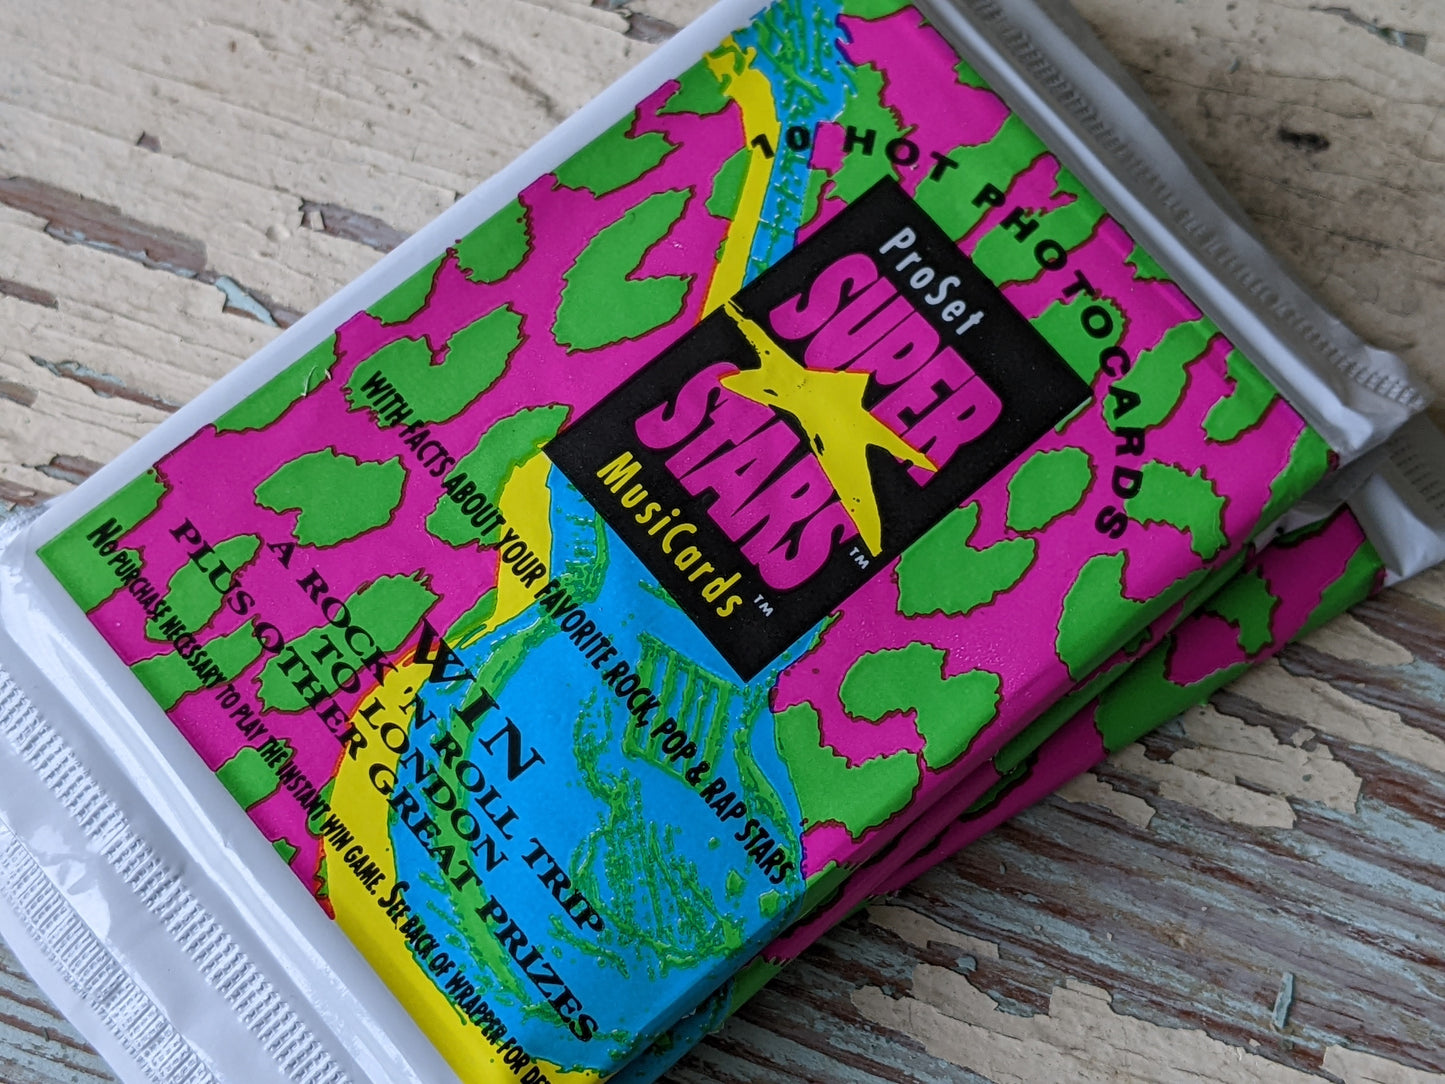 10 HOT PHOTOCARDS
ProSet
SUPER
STARS™
MusiCards™
WITH FACTS ABOUT YOUR FAVORITE ROCK, POP & RAP STARS
WIN
A ROCK 'N ROLL TRIP
TO LONDON
PLUS OTHER GREAT PRIZES
NO PURCHASE NECESSARY TO PLAY THE INSTANT WIN GAME. SEE BACK OF WRAPPER FOR